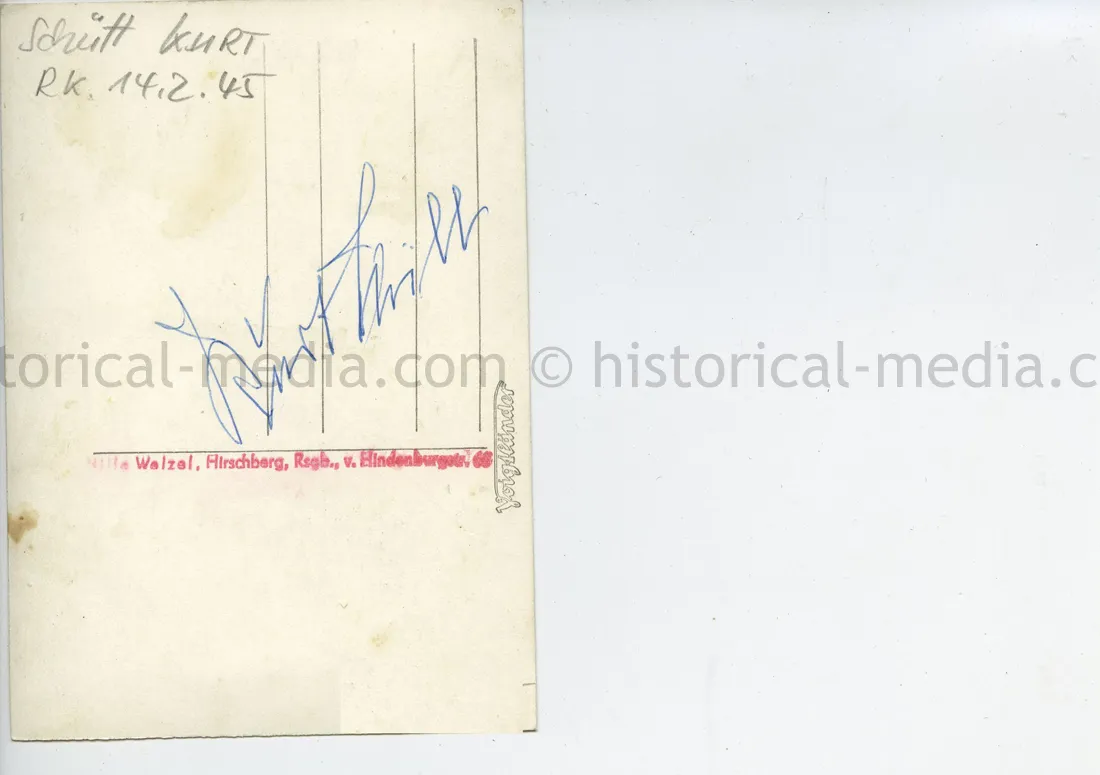 Schütt KURT
RK. 14.2.45
Kurt Schütt
torical-media.com © historical-media.c
Welzel, Hirschberg, Rsgb., v. Hindenburgstr. 66
Voigtländer